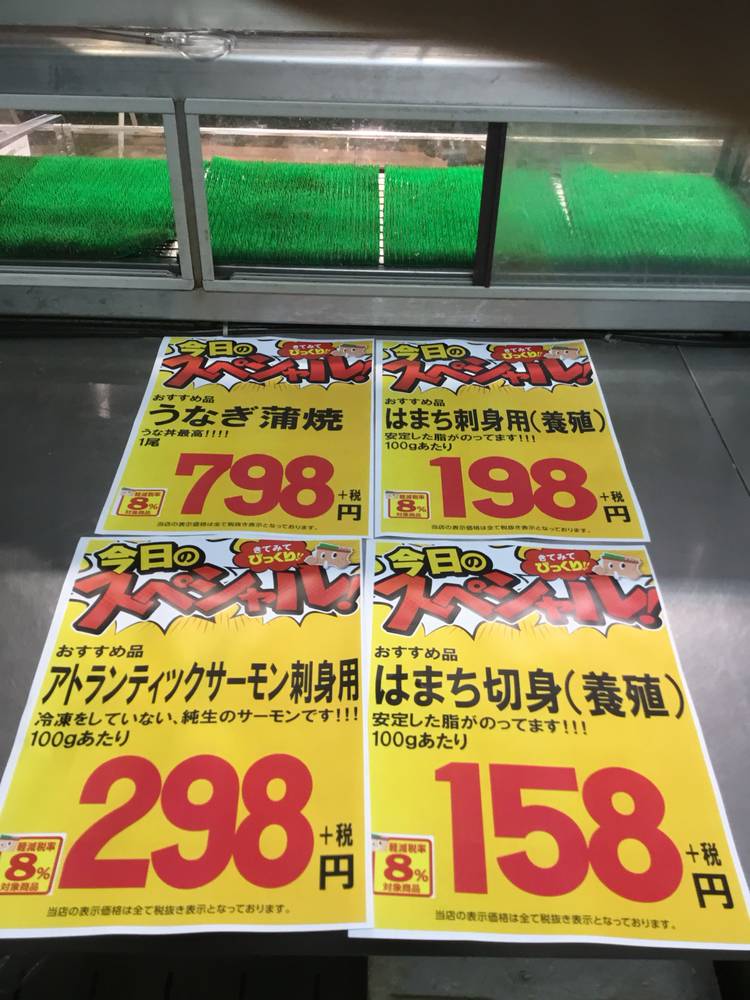 今日の
スペシャル!
きてみて
びっくり!!
おすすめ品
うなぎ蒲焼
うな丼最高!!!!
1尾
798
+税
円
軽減税率
8%
対象商品
当店の表示価格は全て税抜き表示となっております。
今日の
スペシャル!
きてみて
びっくり!!
おすすめ品
はまち刺身用(養殖)
安定した脂がのってます!!!
100gあたり
198
+税
円
軽減税率
8%
対象商品
当店の表示価格は全て税抜き表示となっております。
今日の
スペシャル!
きてみて
びっくり!!
おすすめ品
アトランティックサーモン刺身用
冷凍をしていない、純生のサーモンです!!!
100gあたり
298
+税
円
軽減税率
8%
対象商品
当店の表示価格は全て税抜き表示となっております。
今日の
スペシャル!
きてみて
びっくり!!
おすすめ品
はまち切身(養殖)
安定した脂がのってます!!!
100gあたり
158
+税
円
軽減税率
8%
対象商品
当店の表示価格は全て税抜き表示となっております。